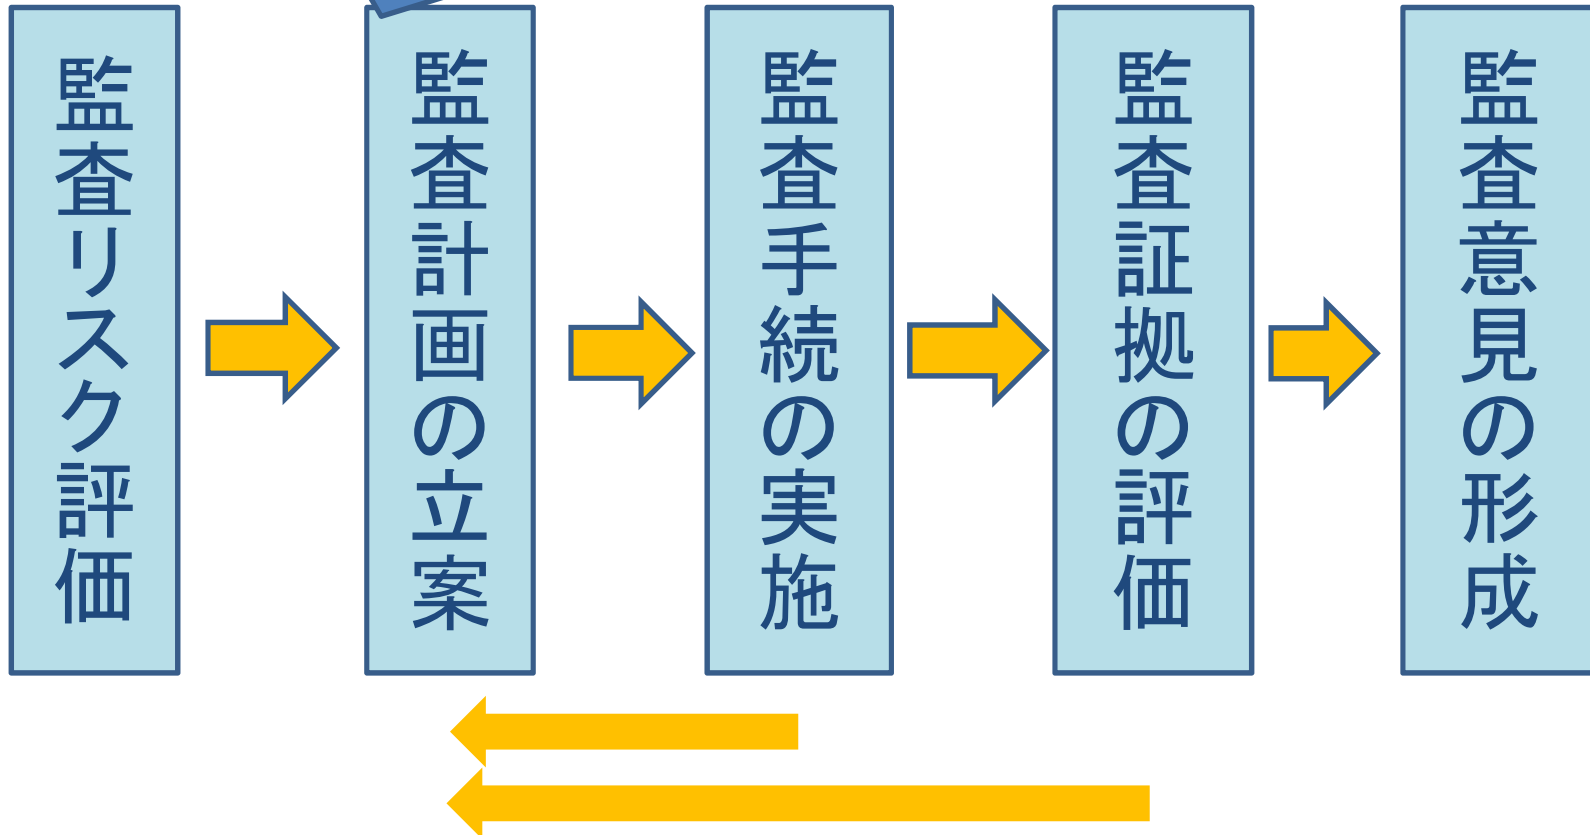 監査リスク評価
監査計画の立案
監査手続の実施
監査証拠の評価
監査意見の形成